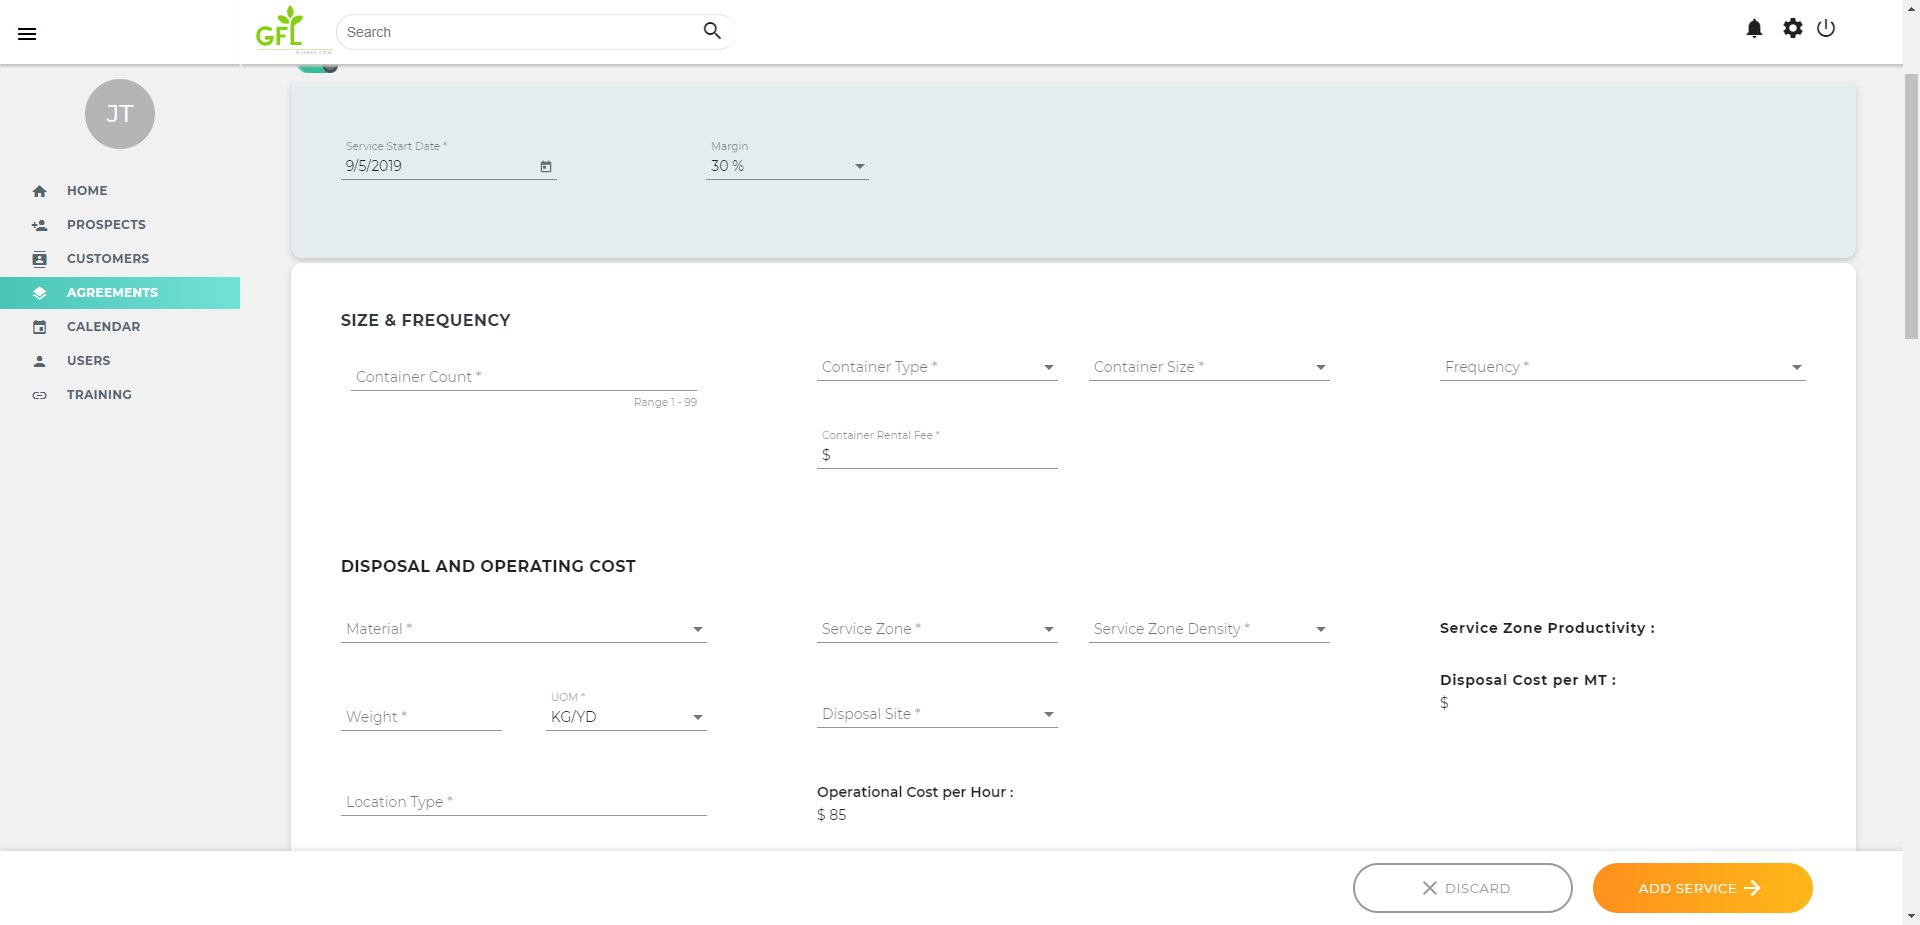 GFL
Search
JT
HOME
PROSPECTS
CUSTOMERS
AGREEMENTS
CALENDAR
USERS
TRAINING
Service Start Date *
9/5/2019
Margin
30 %
SIZE & FREQUENCY
Container Count *
Range 1 - 99
Container Type *
Container Size *
Frequency *
Container Rental Fee *
$
DISPOSAL AND OPERATING COST
Material *
Service Zone *
Service Zone Density *
Service Zone Productivity :
Disposal Cost per MT :
$
Weight *
UOM *
KG/YD
Disposal Site *
Location Type *
Operational Cost per Hour :
$ 85
DISCARD
ADD SERVICE